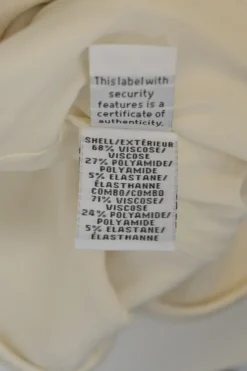 This label with
security
features is a
certificate of
authenticity.
SHELL/EXTÉRIEUR
68% VISCOSE/
VISCOSE
27% POLYAMIDE/
POLYAMIDE
5% ELASTANE/
ÉLASTHANNE
COMBO/COMBO
71% VISCOSE/
VISCOSE
24% POLYAMIDE/
POLYAMIDE
5% ELASTANE/
ÉLASTHANNE